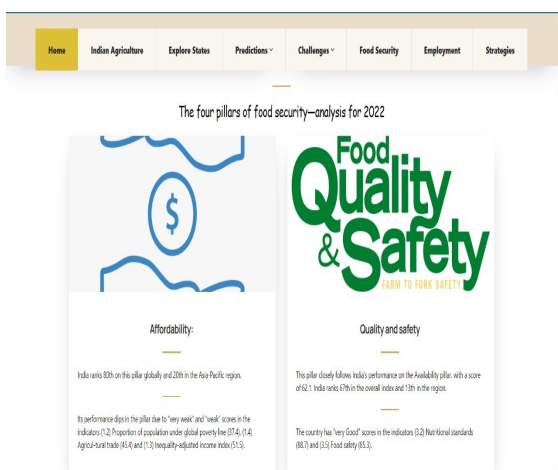 Home Indian Agriculture Explore States Predictions Challenges Food Security Employment Strategies
The four pillars of food security—analysis for 2022
$
Food
Quality
& Safety
FARM TO FORK SAFETY
Affordability:
India ranks 80th on this pillar globally and 20th in the Asia-Pacific region.
Its performance dips in the pillar due to "very weak" and "weak" scores in the
indicators (1.2) Proportion of population under global poverty line (37.4), (1.4)
Agricul-tural trade (45.4) and (1.3) Inequality-adjusted income index (51.5).
Quality and safety
This pillar closely follows India's performance on the Availability pillar, with a score
of 62.1. India ranks 67th in the overall index and 13th in the region.
The country has "very Good" scores in the indicators (3.2) Nutritional standards
(88.7) and (3.5) Food safety (85.3).